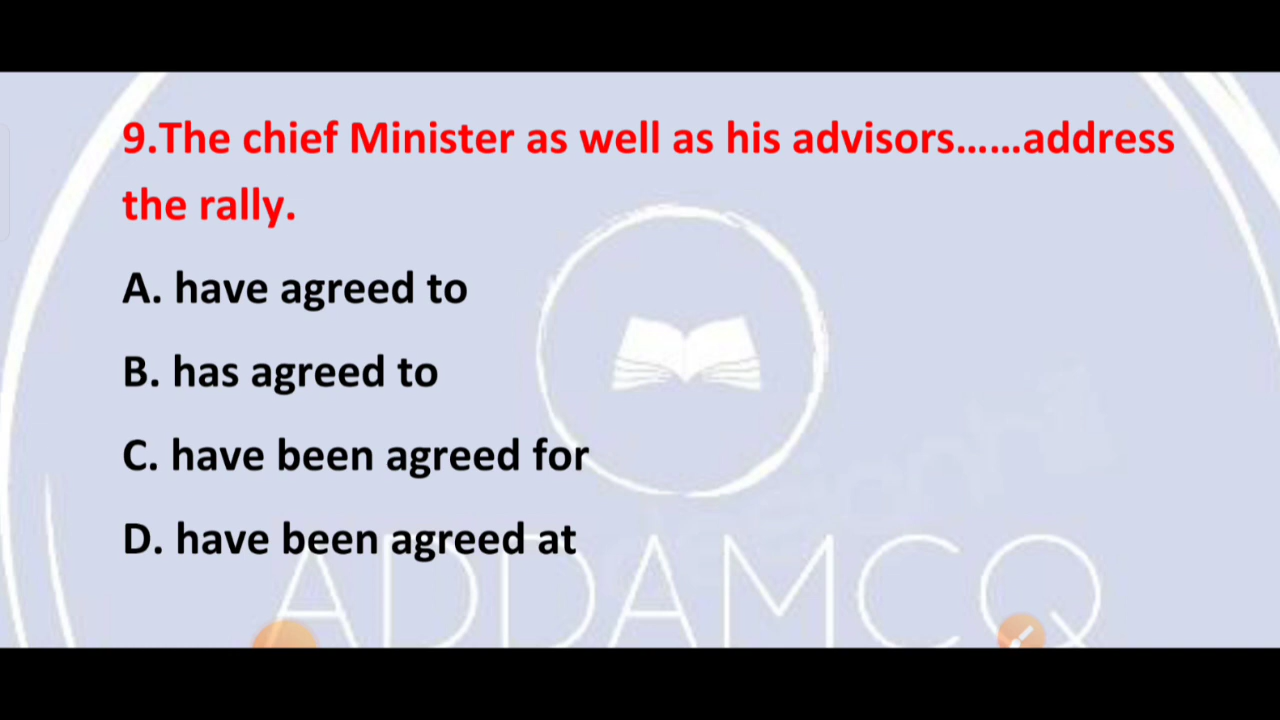 9.The chief Minister as well as his advisors......address
the rally.
A. have agreed to
B. has agreed to
C. have been agreed for
D. have been agreed at
ADDAMCQ